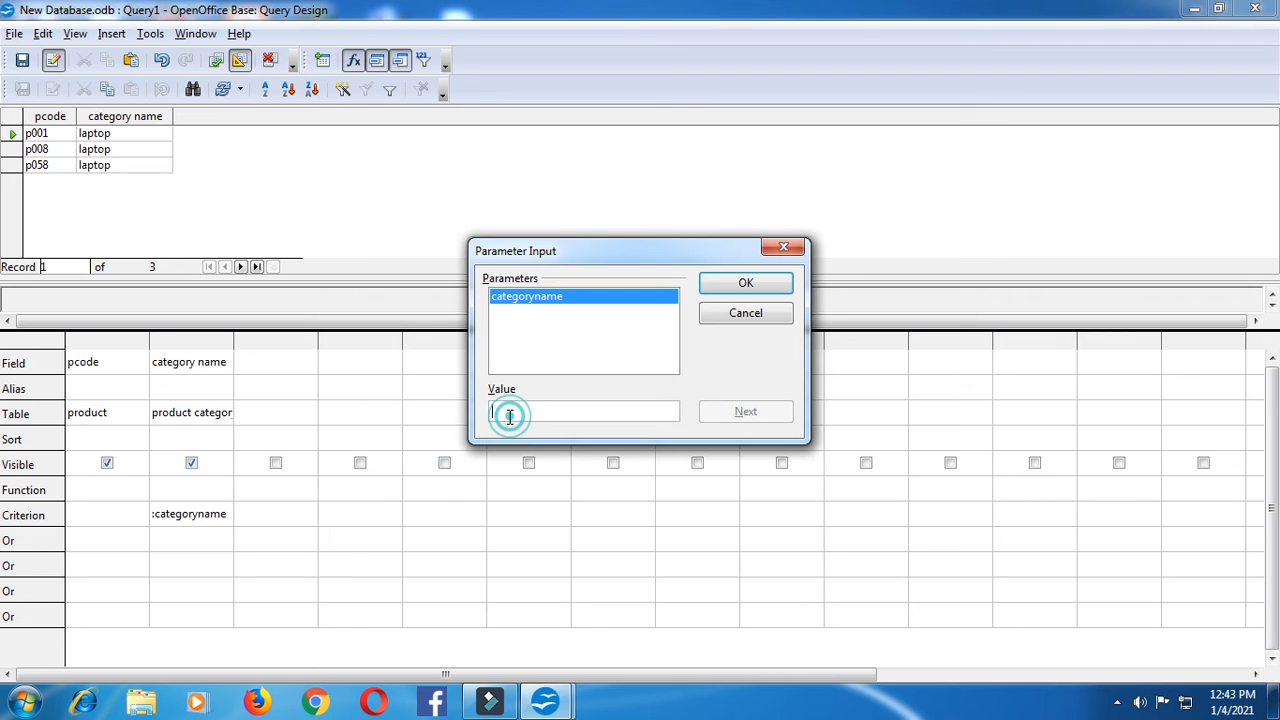 New Database.odb : Query1 - OpenOffice Base: Query Design
File Edit View Insert Tools Window Help
pcode category name
p001 laptop
p008 laptop
p058 laptop
Record 1 of 3
Parameter Input
Parameters
categoryname
OK
Cancel
Value
Next
Field pcode category name
Alias
Table product product categor
Sort
Visible
Function
Criterion :categoryname
Or
Or
Or
Or
12:43 PM
1/4/2021